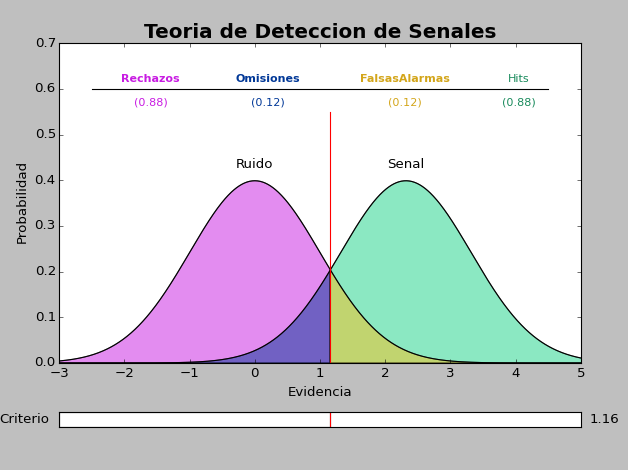 Teoria de Deteccion de Senales
0.7
0.6
0.5
0.4
0.3
0.2
0.1
0.0
Probabilidad
Rechazos Omisiones FalsasAlarmas Hits
(0.88) (0.12) (0.12) (0.88)
Ruido Senal
−3 −2 −1 0 1 2 3 4 5
Evidencia
Criterio 1.16